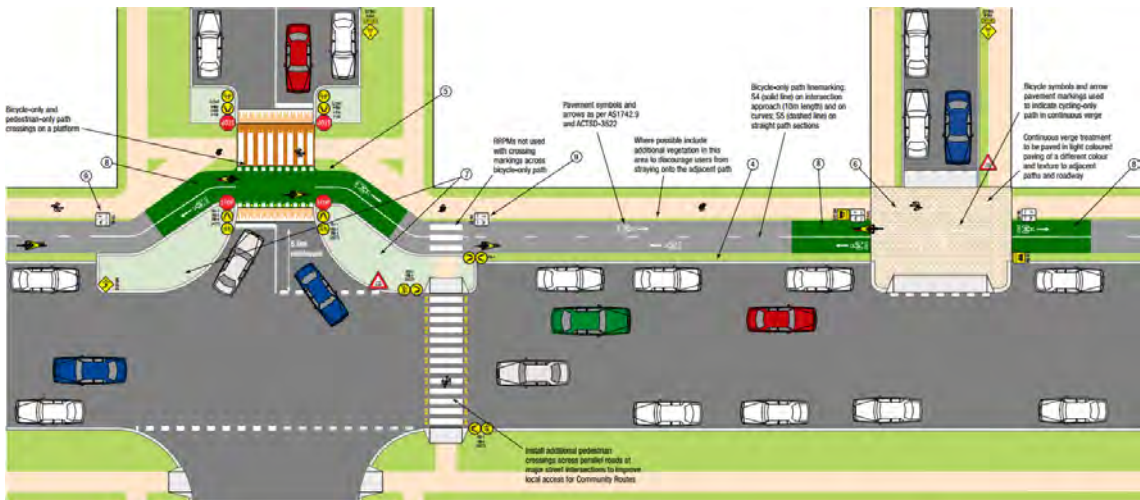 Bicycle-only and
pedestrian-only path
crossings on a platform
5
8
9
RRPMs not used
with crossing
markings across
bicycle-only path
7
9
Pavement symbols and
arrows as per AS1742.9
and ACTSD-3522
Where possible include
additional vegetation in this
area to discourage users from
straying onto the adjacent path
4
Bicycle-only path linemarking:
S4 (solid line) on intersection
approach (10m length) and on
curves; S5 (dashed line) on
straight path sections
8
6
Bicycle symbols and arrow
pavement markings used
to indicate cycling-only
path in continuous verge
Continuous verge treatment
to be paved in light coloured
paving of a different colour
and texture to adjacent
paths and roadway
8
STOP
STOP
Install additional pedestrian
crossings across parallel roads at
major street intersections to improve
local access for Community Routes